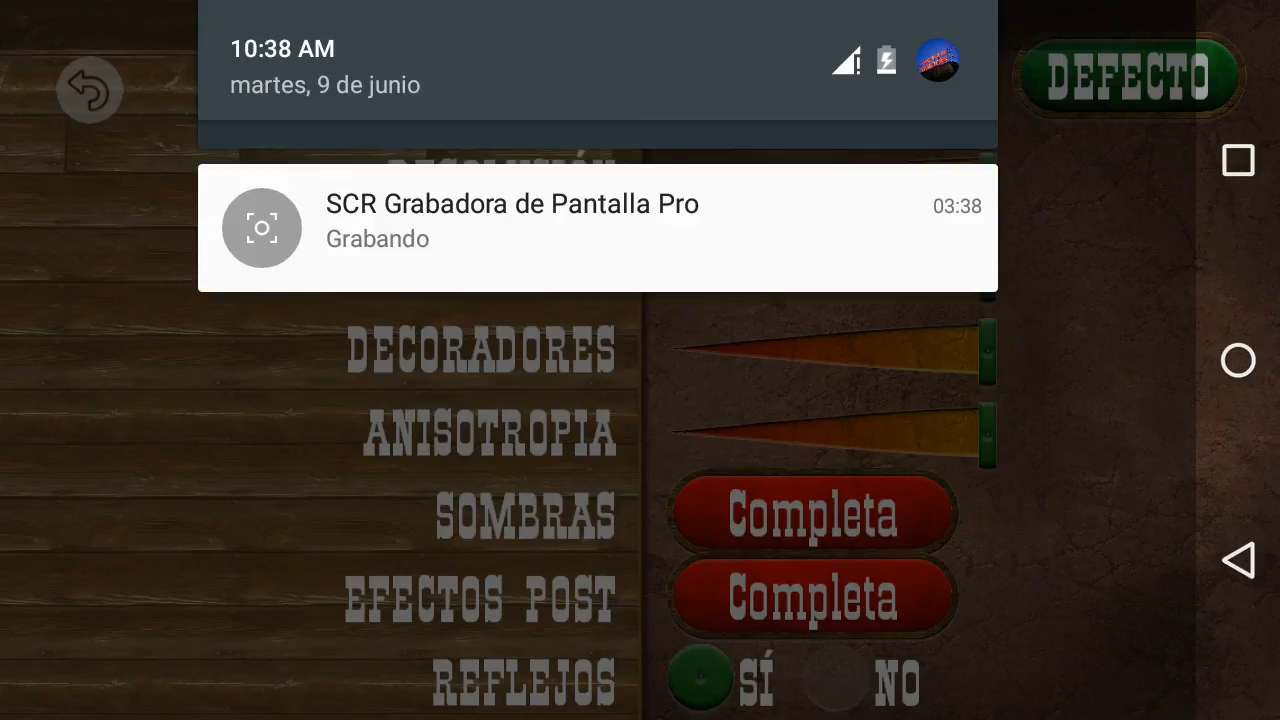 10:38 AM
martes, 9 de junio
DEFECTO
SCR Grabadora de Pantalla Pro
03:38
Grabando
DECORADORES
ANISOTROPIA
SOMBRAS
Completa
EFECTOS POST
Completa
REFLEJOS
SÍ
NO